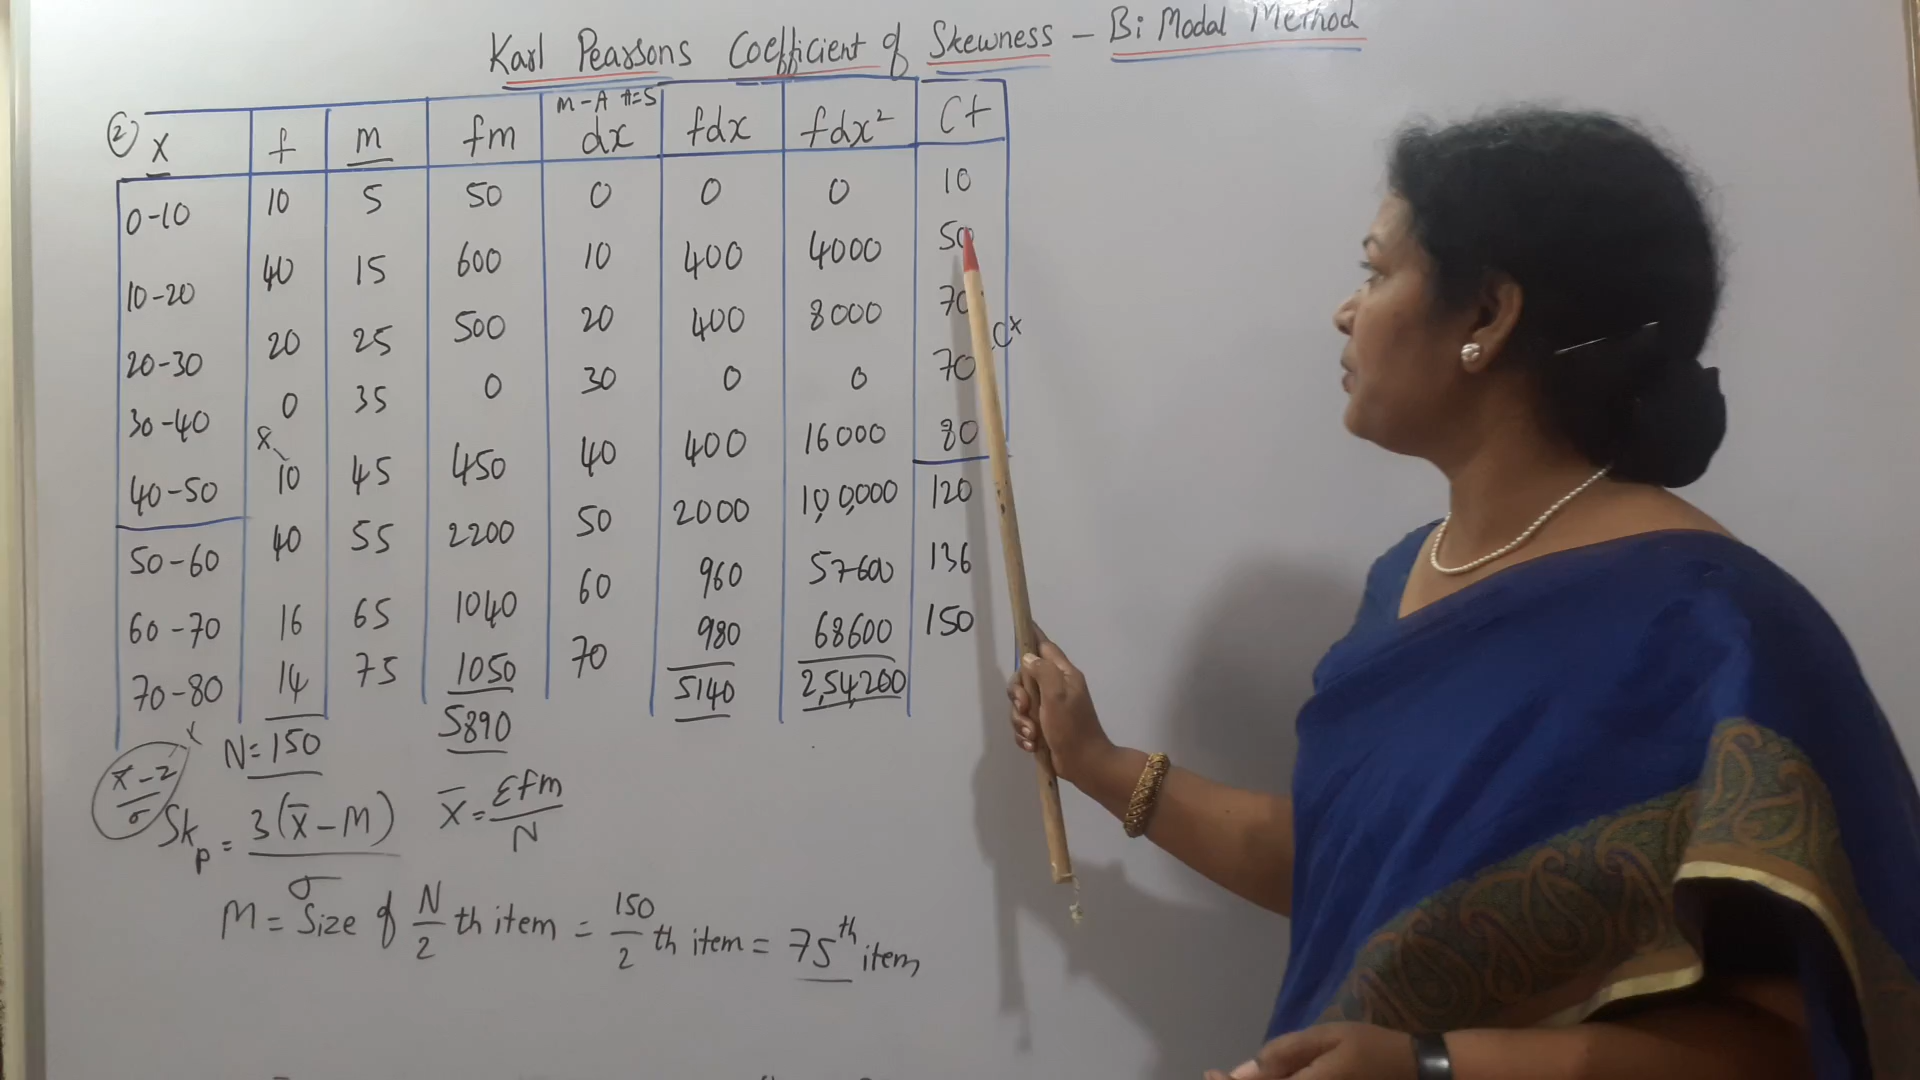 Karl Pearsons Coefficient of Skewness - Bi Modal Method
② x f m fm M-A A=5 dx fdx fdx² Cf
0-10 10 5 50 0 0 0 10
10-20 40 15 600 10 400 4000 50
20-30 20 25 500 20 400 8000 70
30-40 0 35 0 30 0 0 70
40-50 10 45 450 40 400 16000 80
50-60 40 55 2200 50 2000 1,0,0,000 120
60-70 16 65 1040 60 960 57600 136
70-80 14 75 1050 70 980 68600 150
N=150 5890 5140 2,54,200
Skp = 3(x̄-M)/σ x̄ = Σfm/N
M = Size of N/2 th item = 150/2 th item = 75th item